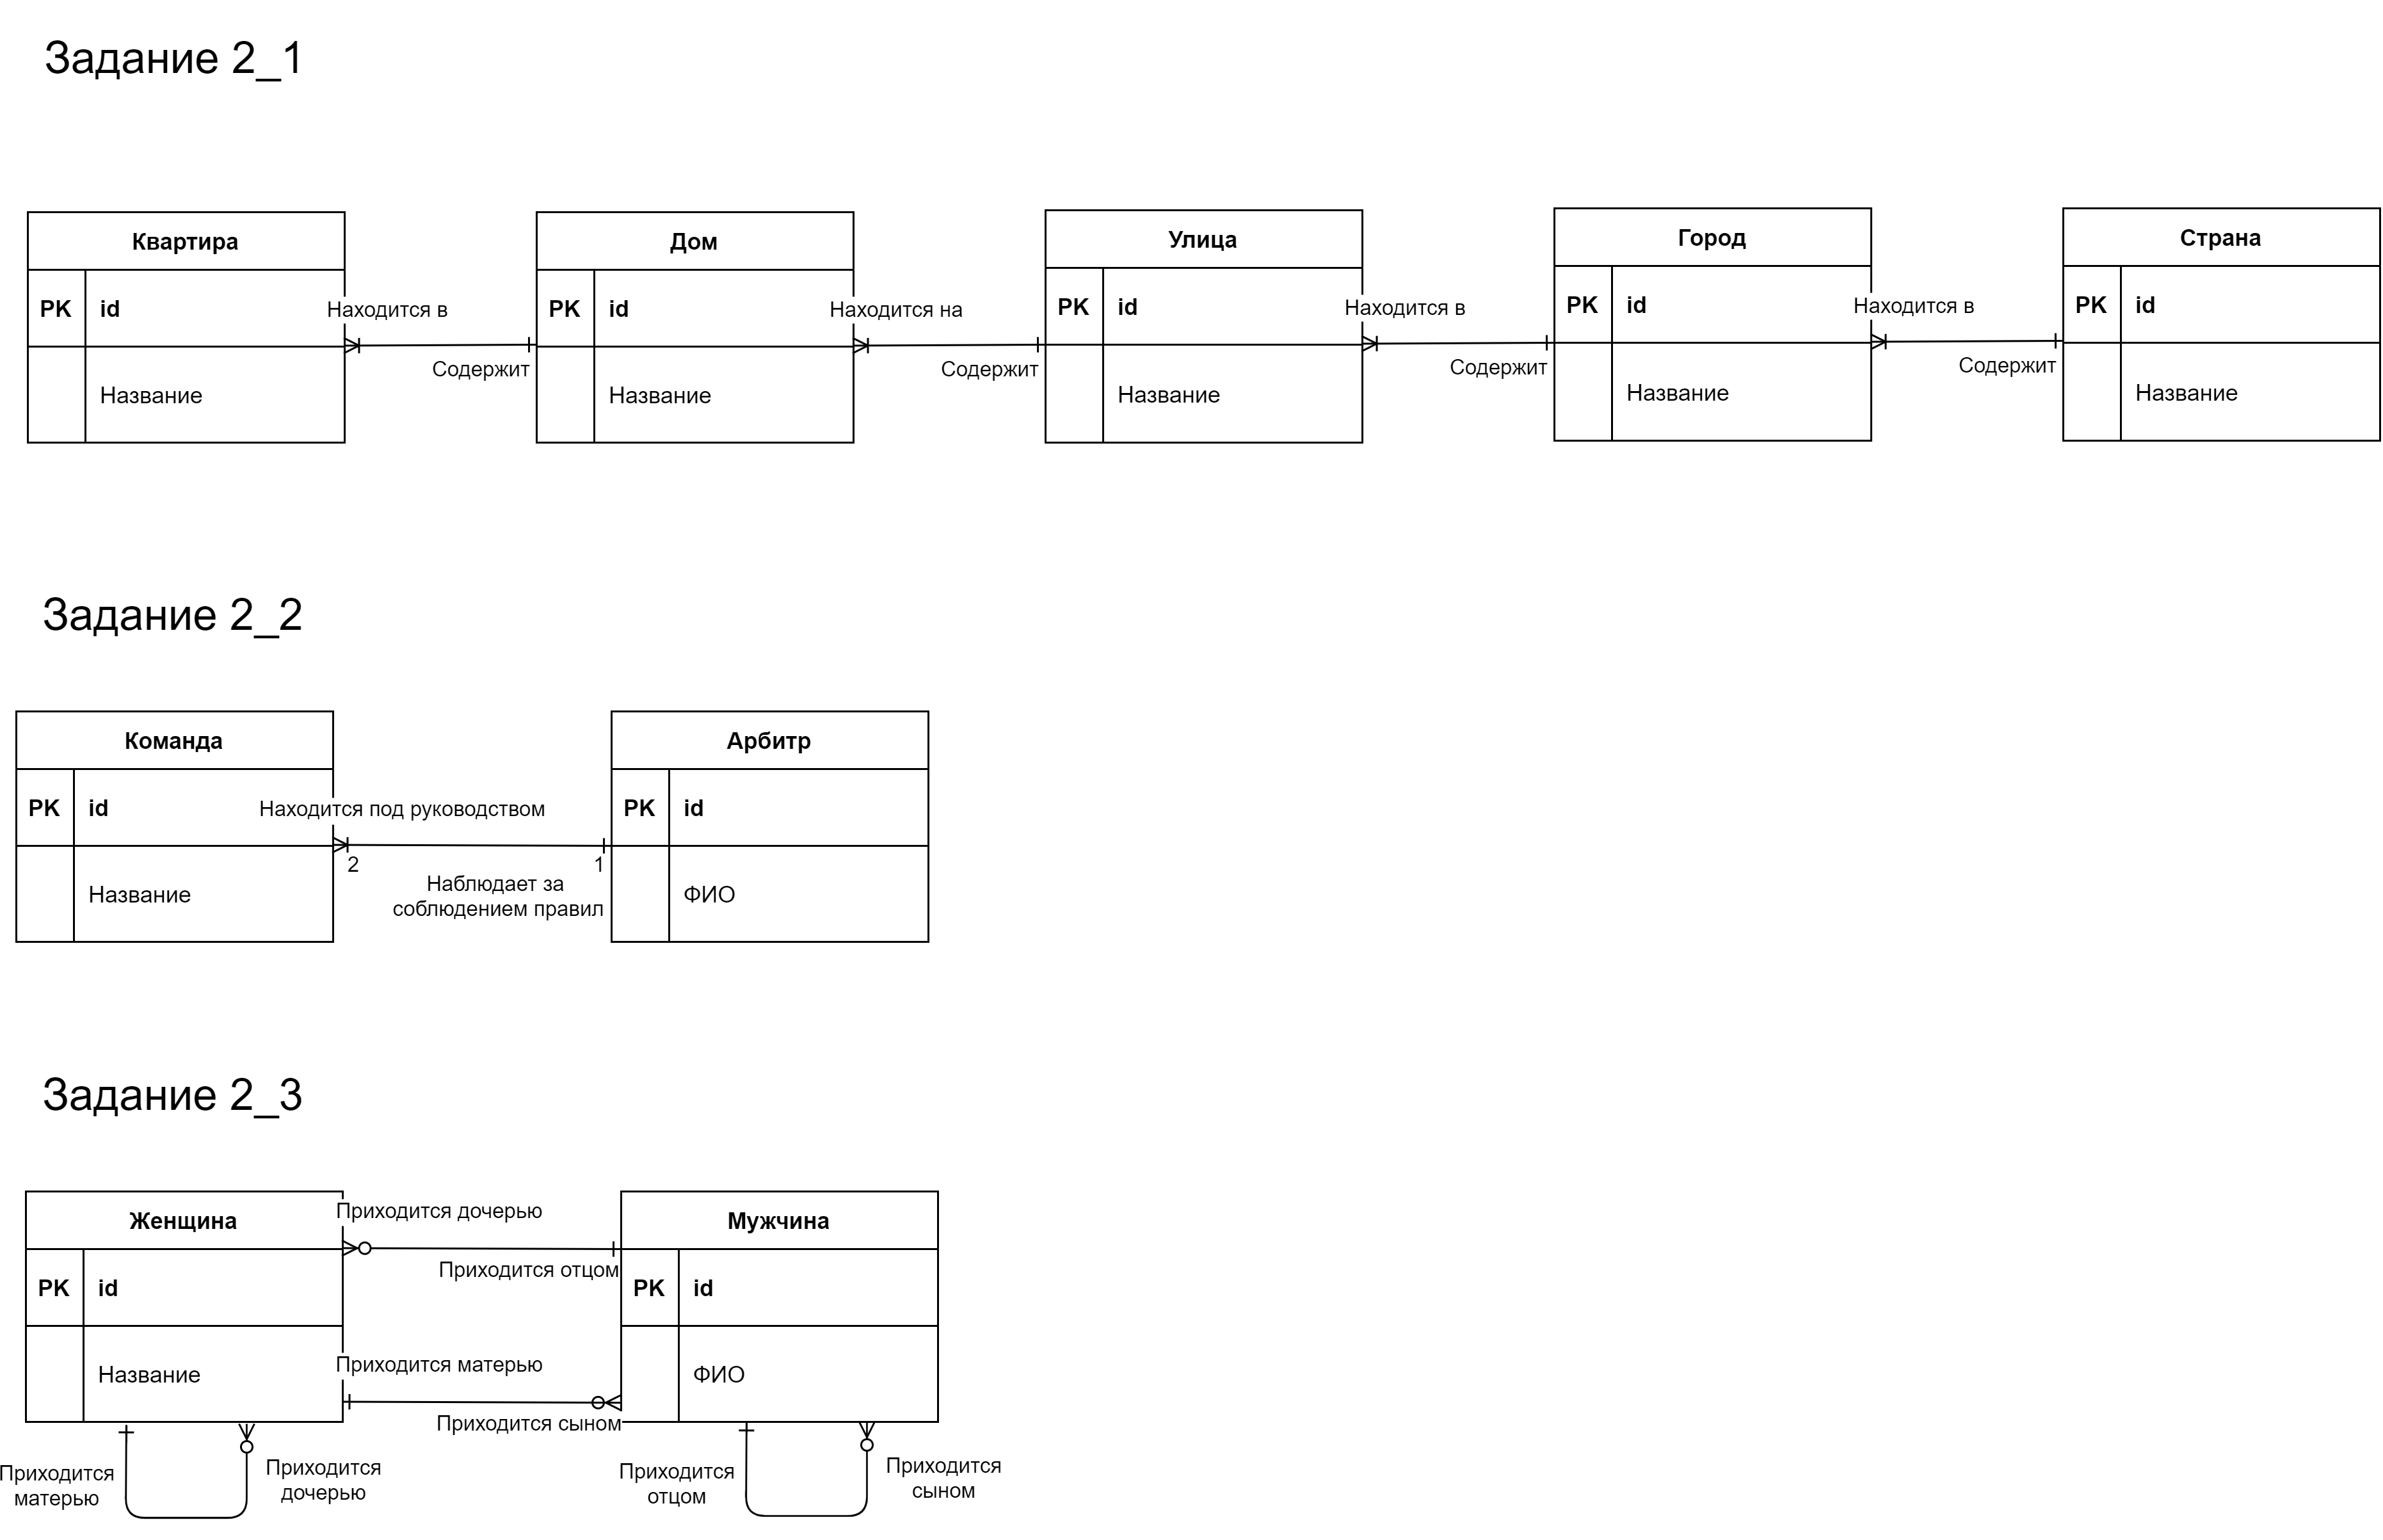 Задание 2_1
Квартира
Дом
Улица
Город
Страна
PK id
Находится в
PK id
Находится на
PK id
Находится в
PK id
Находится в
PK id
Содержит
Содержит
Содержит
Содержит
Название
Название
Название
Название
Название
Задание 2_2
Команда
Арбитр
PK id
Находится под руководством
PK id
2
1
Наблюдает за
соблюдением правил
Название
ФИО
Задание 2_3
Женщина
Приходится дочерью
Мужчина
Приходится отцом
PK id
PK id
Приходится матерью
Название
ФИО
Приходится сыном
Приходится
матерью
Приходится
дочерью
Приходится
отцом
Приходится
сыном